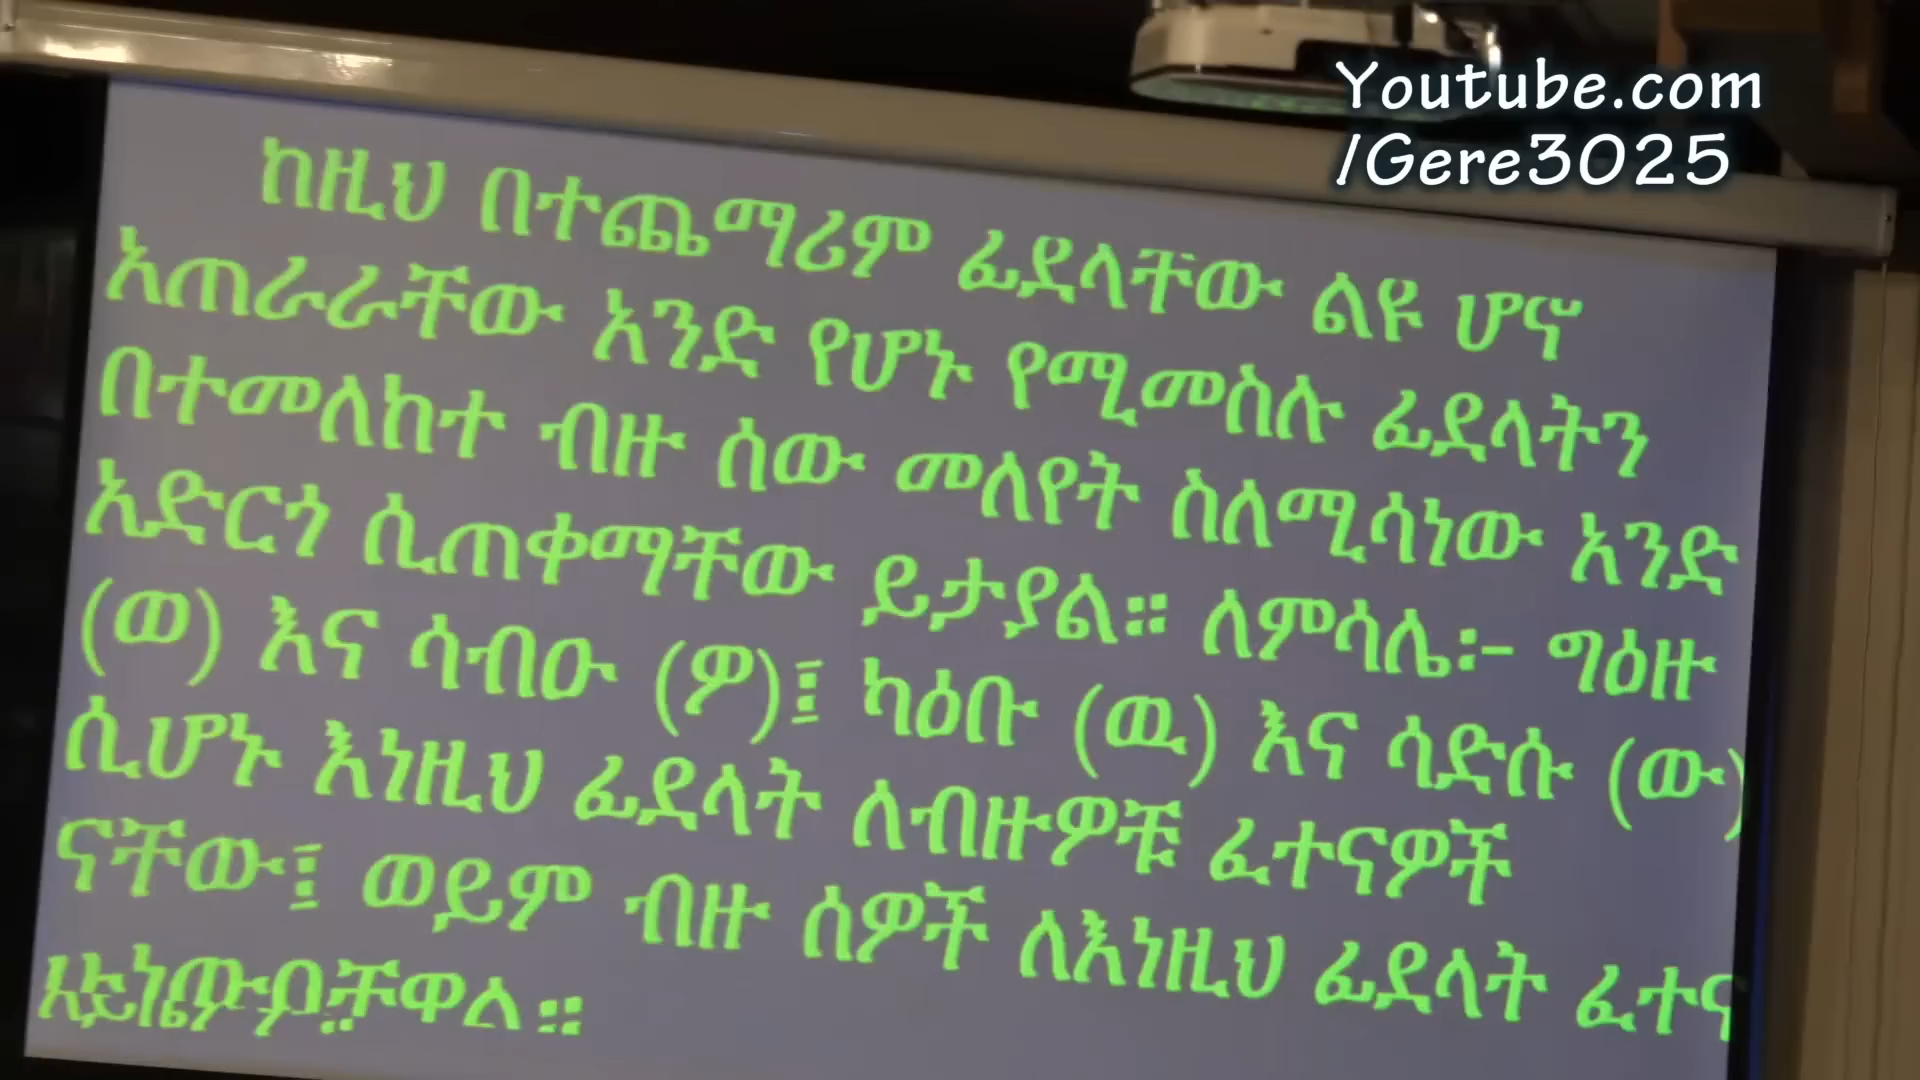 Youtube.com
/Gere3025
ከዚህ በተጨማሪም ፊደላቸው ልዩ ሆኖ
አጠራራቸው አንድ የሆኑ የሚመስሉ ፊደላትን
በተመለከተ ብዙ ሰው መለየት ስለሚሳነው አንድ
አድርጎ ሲጠቀማቸው ይታያል። ለምሳሌ፡- ግዕዙ
(ወ) እና ሳብዑ (ዎ)፤ ካዕቡ (ዉ) እና ሳድሱ (ው)
ሲሆኑ እነዚህ ፊደላት ለብዙዎቹ ፈተናዎች
ናቸው፤ ወይም ብዙ ሰዎች ለእነዚህ ፊደላት ፈተና